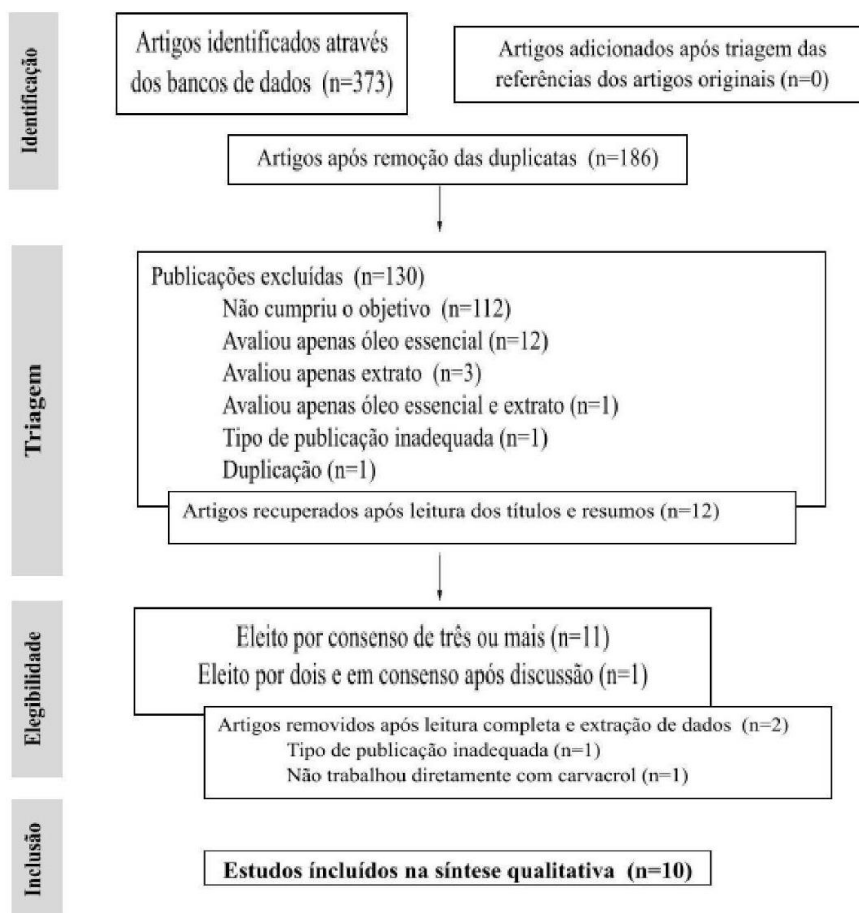 Identificação
Artigos identificados através
dos bancos de dados (n=373)
Artigos adicionados após triagem das
referências dos artigos originais (n=0)
Artigos após remoção das duplicatas (n=186)
Triagem
Publicações excluídas (n=130)
Não cumpriu o objetivo (n=112)
Avaliou apenas óleo essencial (n=12)
Avaliou apenas extrato (n=3)
Avaliou apenas óleo essencial e extrato (n=1)
Tipo de publicação inadequada (n=1)
Duplicação (n=1)
Artigos recuperados após leitura dos títulos e resumos (n=12)
Elegibilidade
Eleito por consenso de três ou mais (n=11)
Eleito por dois e em consenso após discussão (n=1)
Artigos removidos após leitura completa e extração de dados (n=2)
Tipo de publicação inadequada (n=1)
Não trabalhou diretamente com carvacrol (n=1)
Inclusão
Estudos íncluídos na síntese qualitativa (n=10)